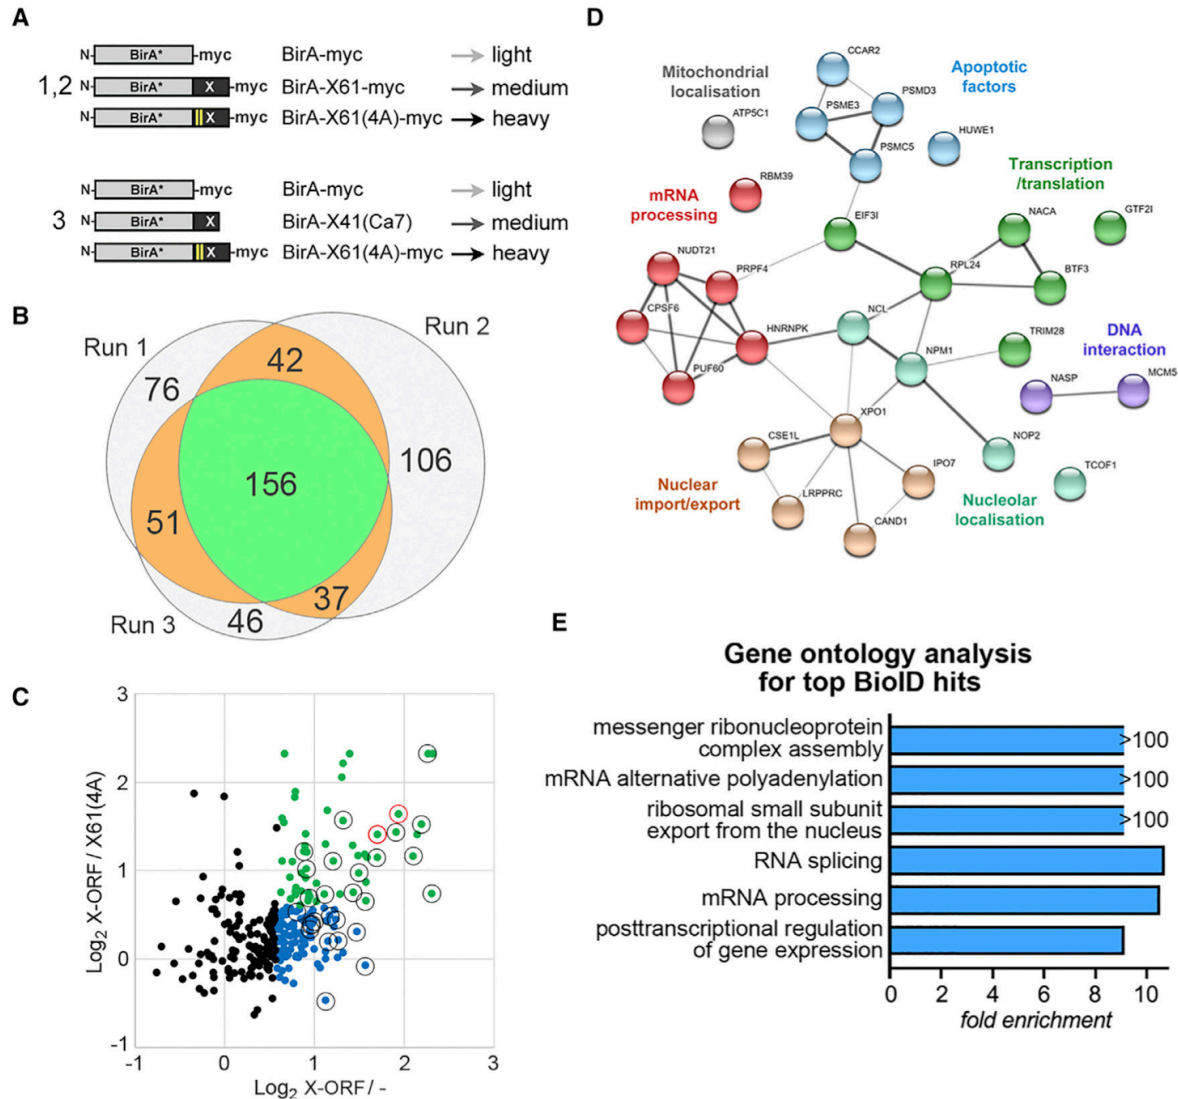 A
N- BirA* -myc BirA-myc light
1,2 N- BirA* X -myc BirA-X61-myc medium
N- BirA* X -myc BirA-X61(4A)-myc heavy
N- BirA* -myc BirA-myc light
3 N- BirA* X BirA-X41(Ca7) medium
N- BirA* X -myc BirA-X61(4A)-myc heavy
B
Run 1
Run 2
42
76
106
156
51
37
Run 3
46
C
3
2
1
0
-1
Log2 X-ORF / X61(4A)
-1 0 1 2 3
Log2 X-ORF / -
D
CCAR2
Mitochondrial
localisation
Apoptotic
factors
PSMD3
PSME3
ATP5C1
HUWE1
PSMC5
Transcription
/translation
RBM39
mRNA
processing
EIF3I
NACA
GTF2I
NUDT21
PRPF4
RPL24
BTF3
CPSF6
NCL
HNRNPK
TRIM28
DNA
interaction
NPM1
PUF60
NASP
MCM5
XPO1
CSE1L
NOP2
IPO7
TCOF1
Nuclear
import/export
LRPPRC
Nucleolar
localisation
CAND1
E
Gene ontology analysis
for top BioID hits
messenger ribonucleoprotein
complex assembly
>100
mRNA alternative polyadenylation
>100
ribosomal small subunit
export from the nucleus
>100
RNA splicing
mRNA processing
posttranscriptional regulation
of gene expression
0 2 4 6 8 10
fold enrichment